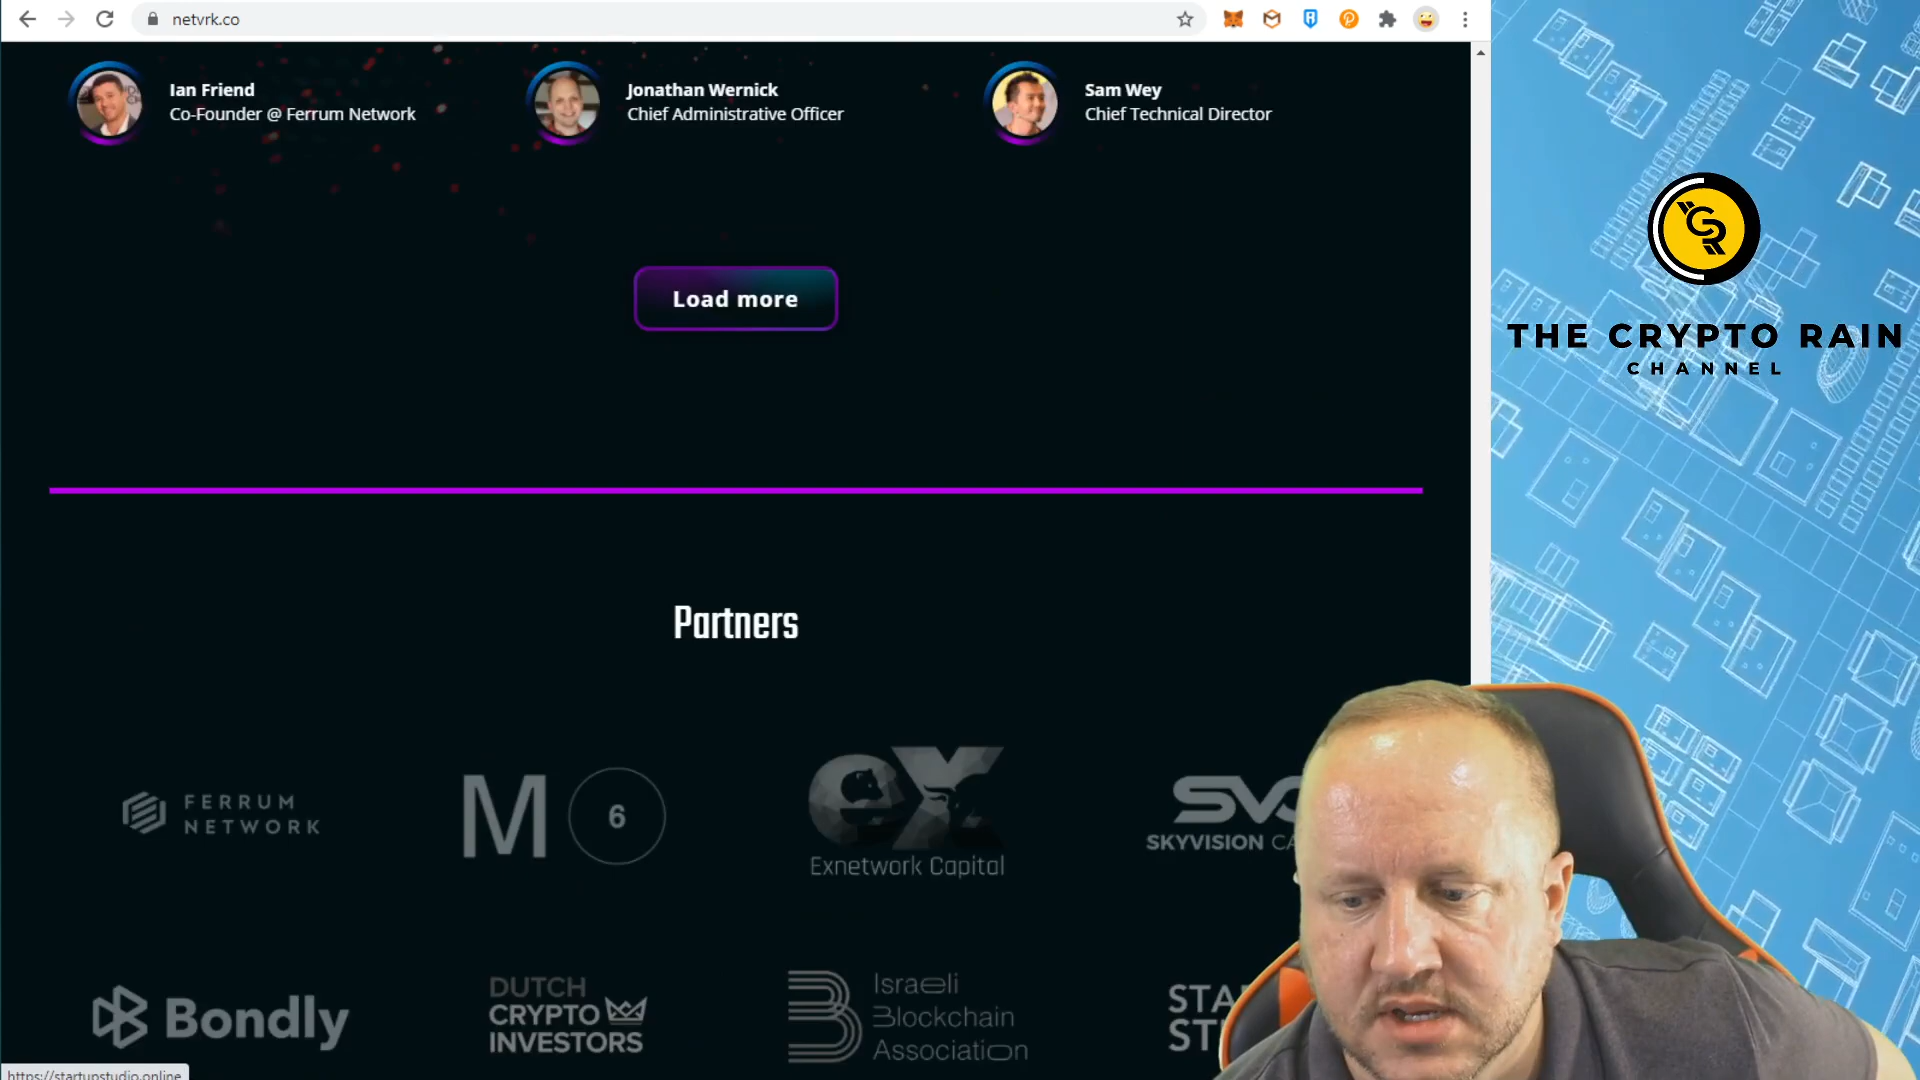 netvrk.co
Ian Friend
Co-Founder @ Ferrum Network
Jonathan Wernick
Chief Administrative Officer
Sam Wey
Chief Technical Director
Load more
CR
THE CRYPTO RAIN
CHANNEL
Partners
FERRUM
NETWORK
M 6
eX
Exnetwork Capital
SKYVISION
Bondly
DUTCH
CRYPTO
INVESTORS
Israeli
Blockchain
Association
https://startupstudio.online